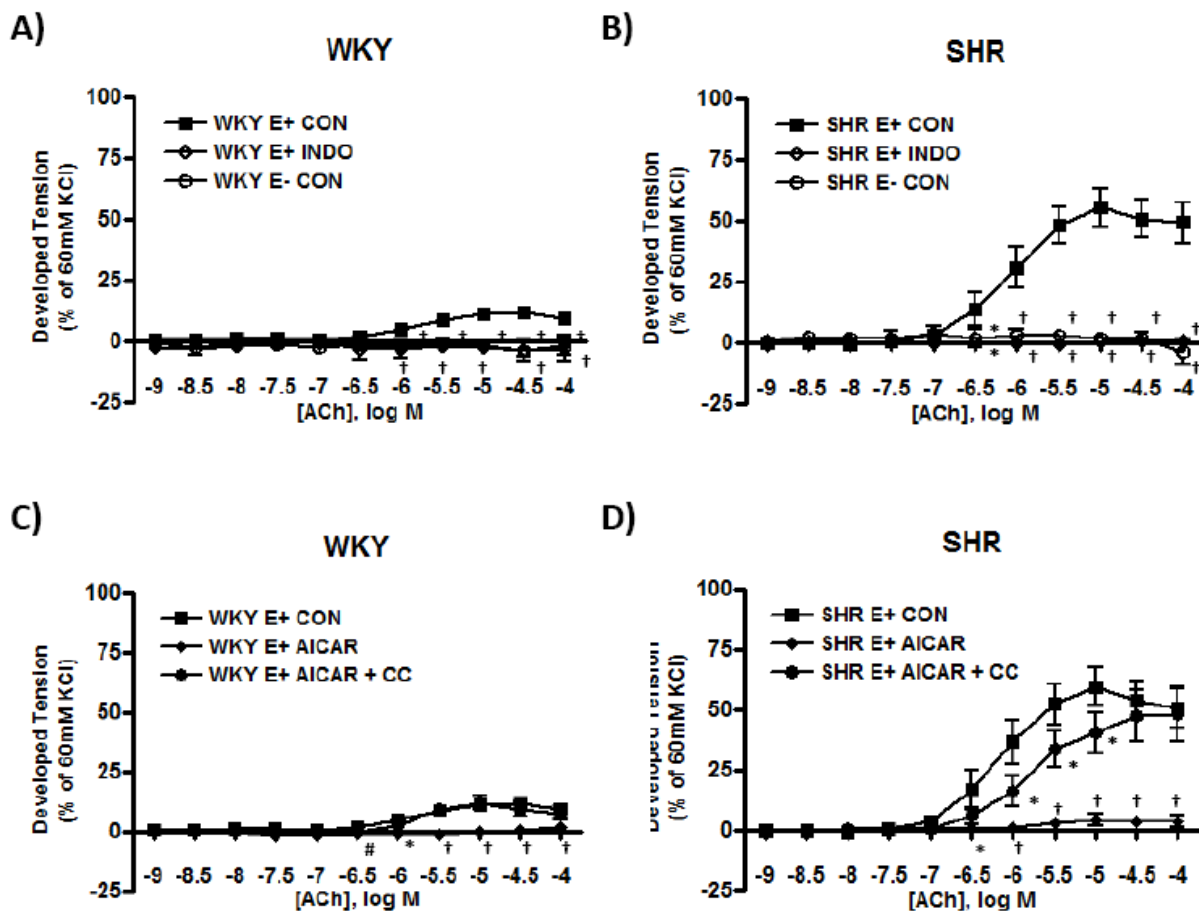 A)
WKY
100
75
50
25
0
-25
Developed Tension
(% of 60mM KCl)
WKY E+ CON
WKY E+ INDO
WKY E- CON
† † † † †
† † † † †
-9 -8.5 -8 -7.5 -7 -6.5 -6 -5.5 -5 -4.5 -4
[ACh], log M
B)
SHR
100
75
50
25
0
-25
Developed Tension
(% of 60mM KCl)
SHR E+ CON
SHR E+ INDO
SHR E- CON
* † † † † †
* † † † † †
-9 -8.5 -8 -7.5 -7 -6.5 -6 -5.5 -5 -4.5 -4
[ACh], log M
C)
WKY
100
75
50
25
0
-25
Developed Tension
(% of 60mM KCl)
WKY E+ CON
WKY E+ AICAR
WKY E+ AICAR + CC
# * † † † †
-9 -8.5 -8 -7.5 -7 -6.5 -6 -5.5 -5 -4.5 -4
[ACh], log M
D)
SHR
100
75
50
25
0
-25
Developed Tension
(% of 60mM KCl)
SHR E+ CON
SHR E+ AICAR
SHR E+ AICAR + CC
*
*
* † † † †
* †
-9 -8.5 -8 -7.5 -7 -6.5 -6 -5.5 -5 -4.5 -4
[ACh], log M